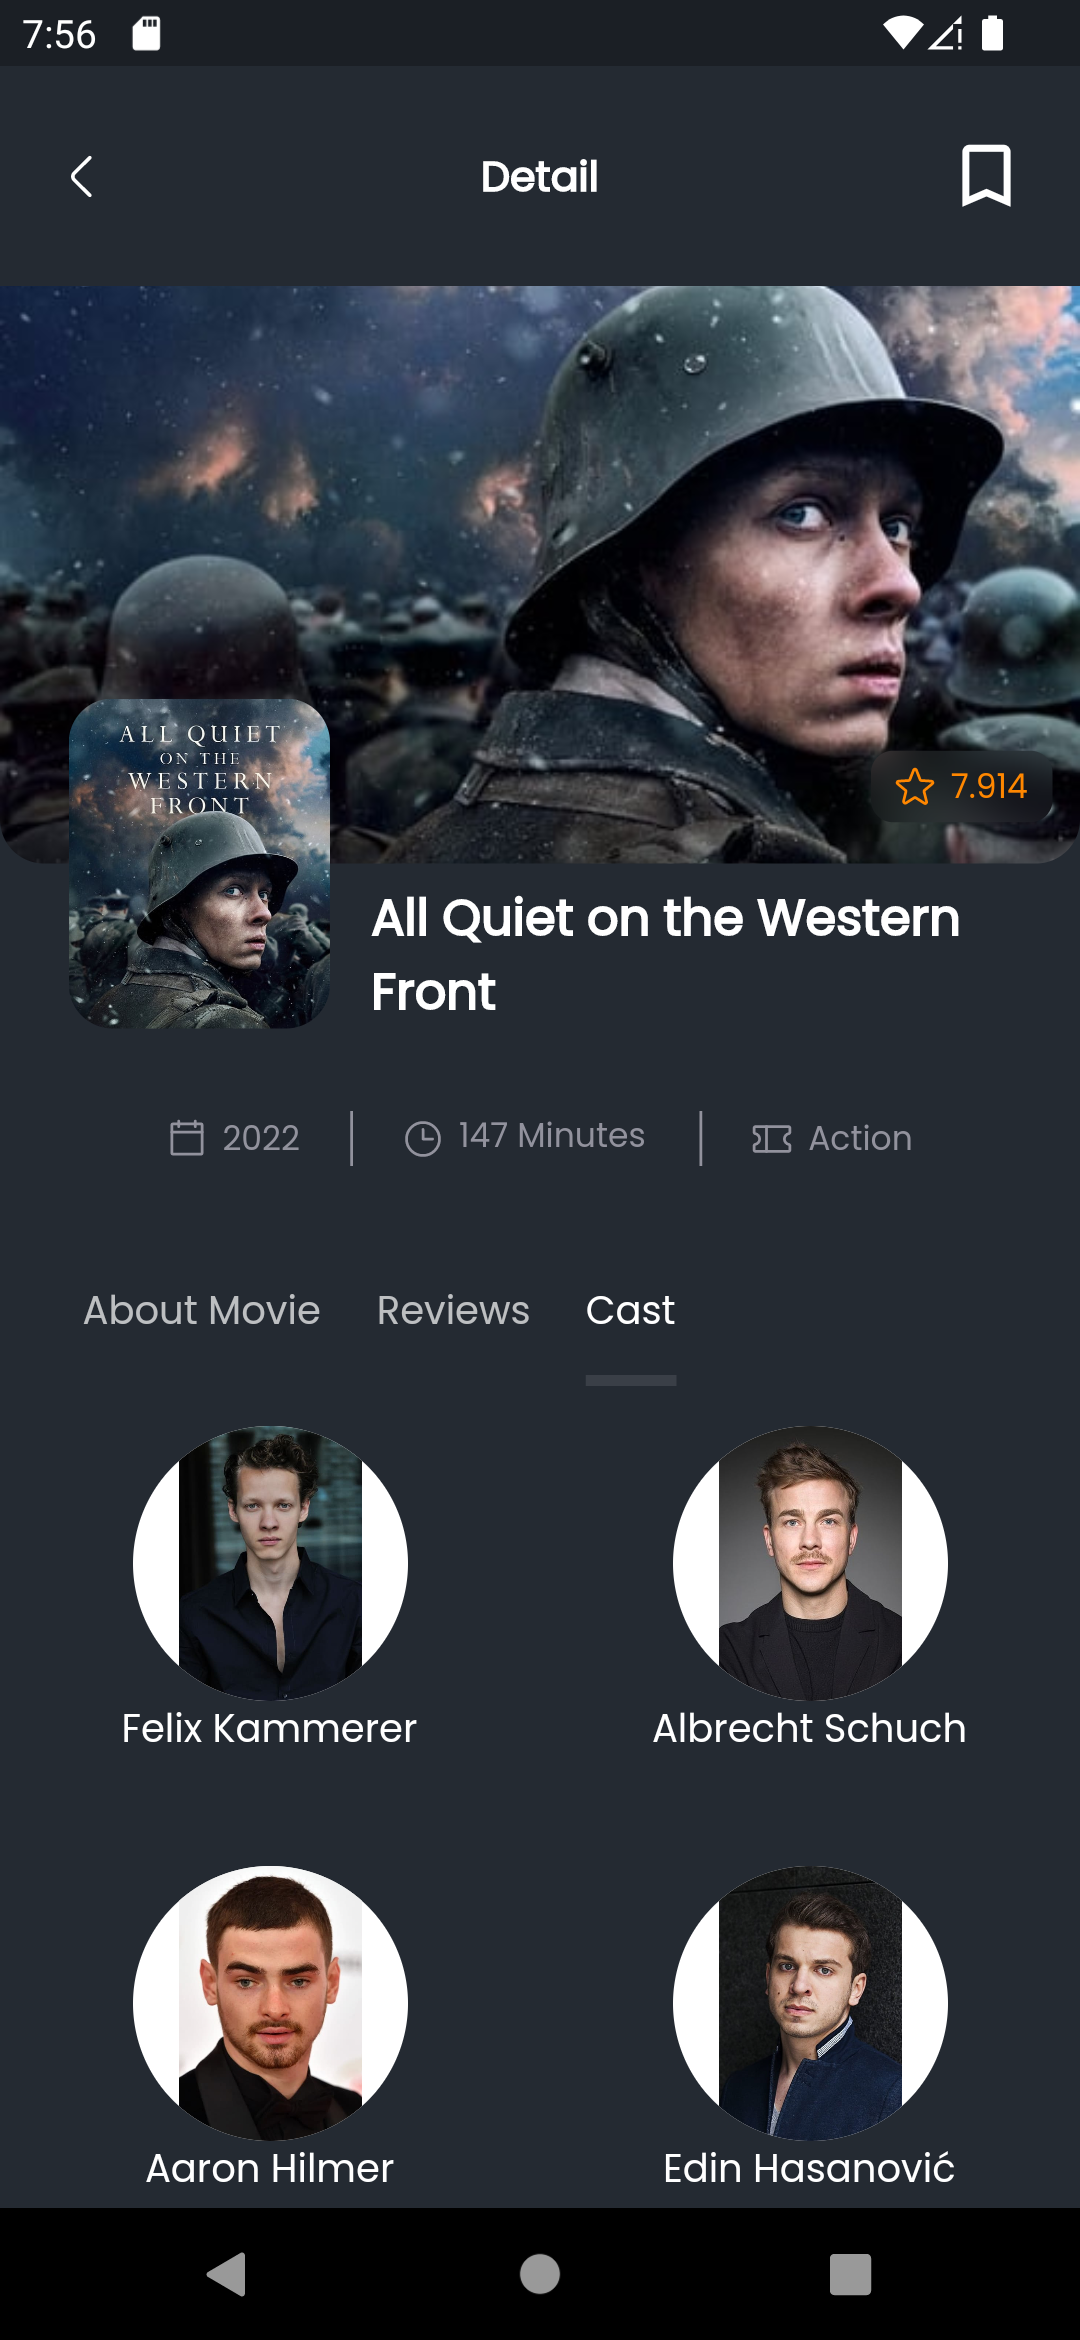 7:56
Detail
ALL QUIET
ON THE
WESTERN
FRONT
7.914
All Quiet on the Western
Front
2022
147 Minutes
Action
About Movie
Reviews
Cast
Felix Kammerer
Albrecht Schuch
Aaron Hilmer
Edin Hasanović